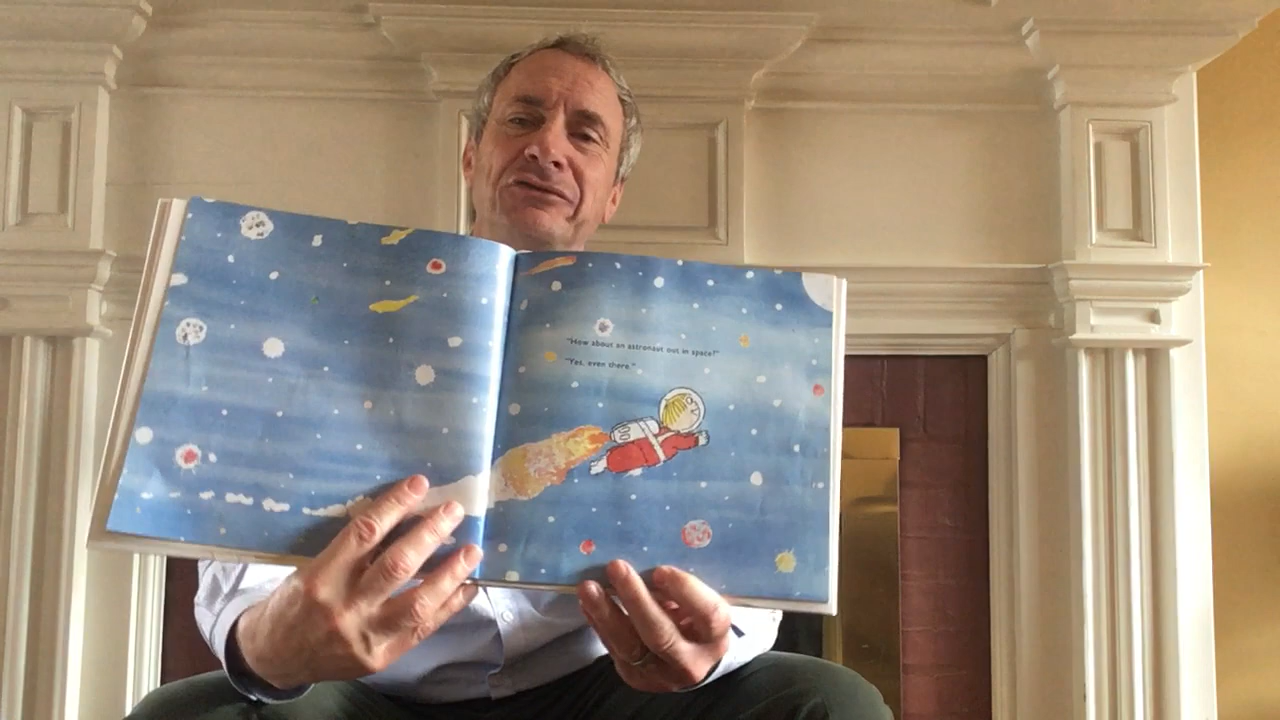 "How about an astronaut out in space?"
"Yes, even there."